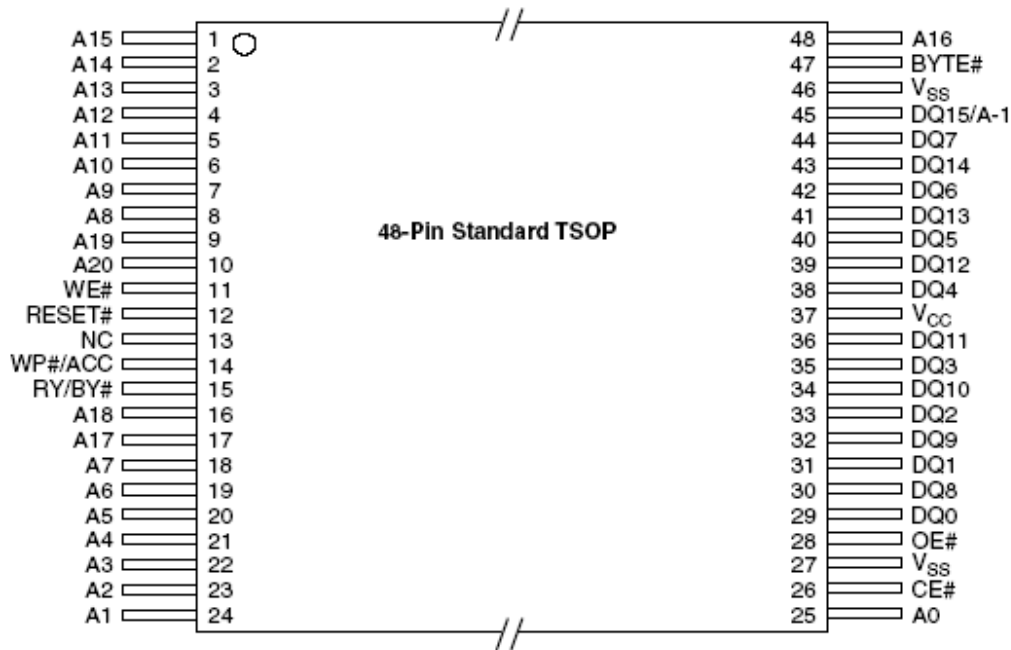 A15 1 48 A16
A14 2 47 BYTE#
A13 3 46 VSS
A12 4 45 DQ15/A-1
A11 5 44 DQ7
A10 6 43 DQ14
A9 7 42 DQ6
A8 8 41 DQ13
48-Pin Standard TSOP
A19 9 40 DQ5
A20 10 39 DQ12
WE# 11 38 DQ4
RESET# 12 37 VCC
NC 13 36 DQ11
WP#/ACC 14 35 DQ3
RY/BY# 15 34 DQ10
A18 16 33 DQ2
A17 17 32 DQ9
A7 18 31 DQ1
A6 19 30 DQ8
A5 20 29 DQ0
A4 21 28 OE#
A3 22 27 VSS
A2 23 26 CE#
A1 24 25 A0